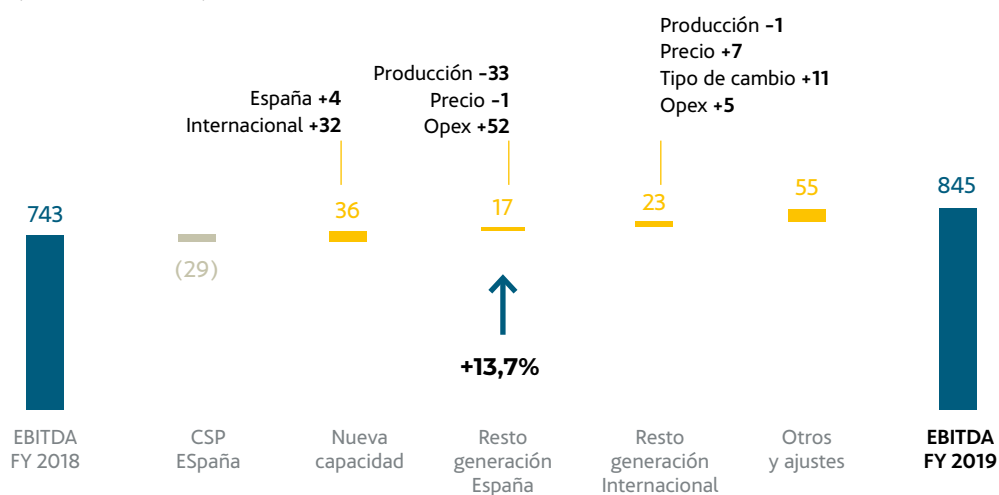 Producción -1
Precio +7
Tipo de cambio +11
Opex +5
Producción -33
Precio -1
Opex +52
España +4
Internacional +32
743
(29)
36
17
23
55
845
+13,7%
EBITDA
FY 2018
CSP
ESpaña
Nueva
capacidad
Resto
generación
España
Resto
generación
Internacional
Otros
y ajustes
EBITDA
FY 2019